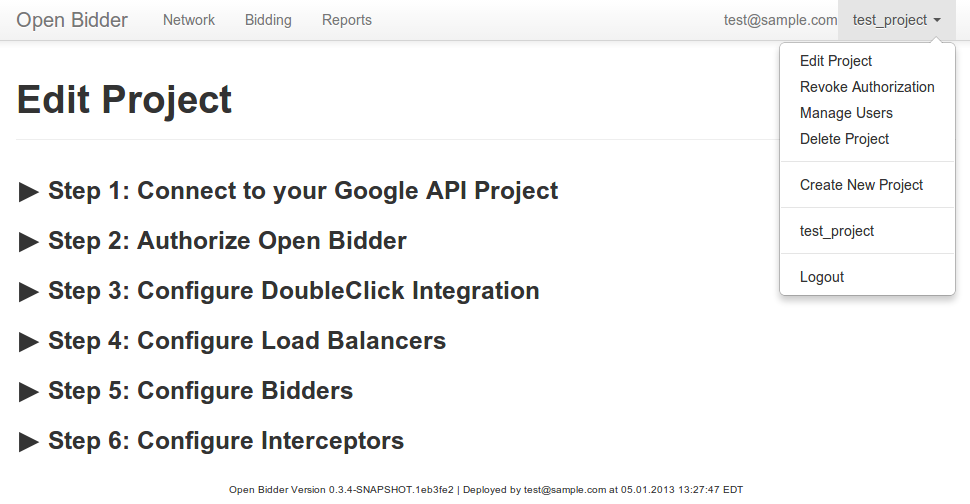 Open Bidder Network Bidding Reports test@sample.com test_project
Edit Project
Revoke Authorization
Manage Users
Delete Project
Create New Project
test_project
Logout
Edit Project
Step 1: Connect to your Google API Project
Step 2: Authorize Open Bidder
Step 3: Configure DoubleClick Integration
Step 4: Configure Load Balancers
Step 5: Configure Bidders
Step 6: Configure Interceptors
Open Bidder Version 0.3.4-SNAPSHOT.1eb3fe2 | Deployed by test@sample.com at 05.01.2013 13:27:47 EDT